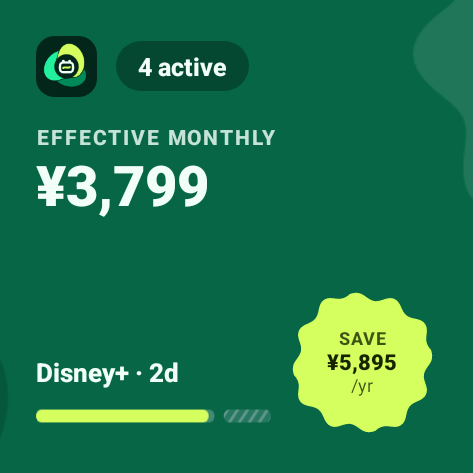 4 active
EFFECTIVE MONTHLY
¥3,799
SAVE
¥5,895
/yr
Disney+ · 2d